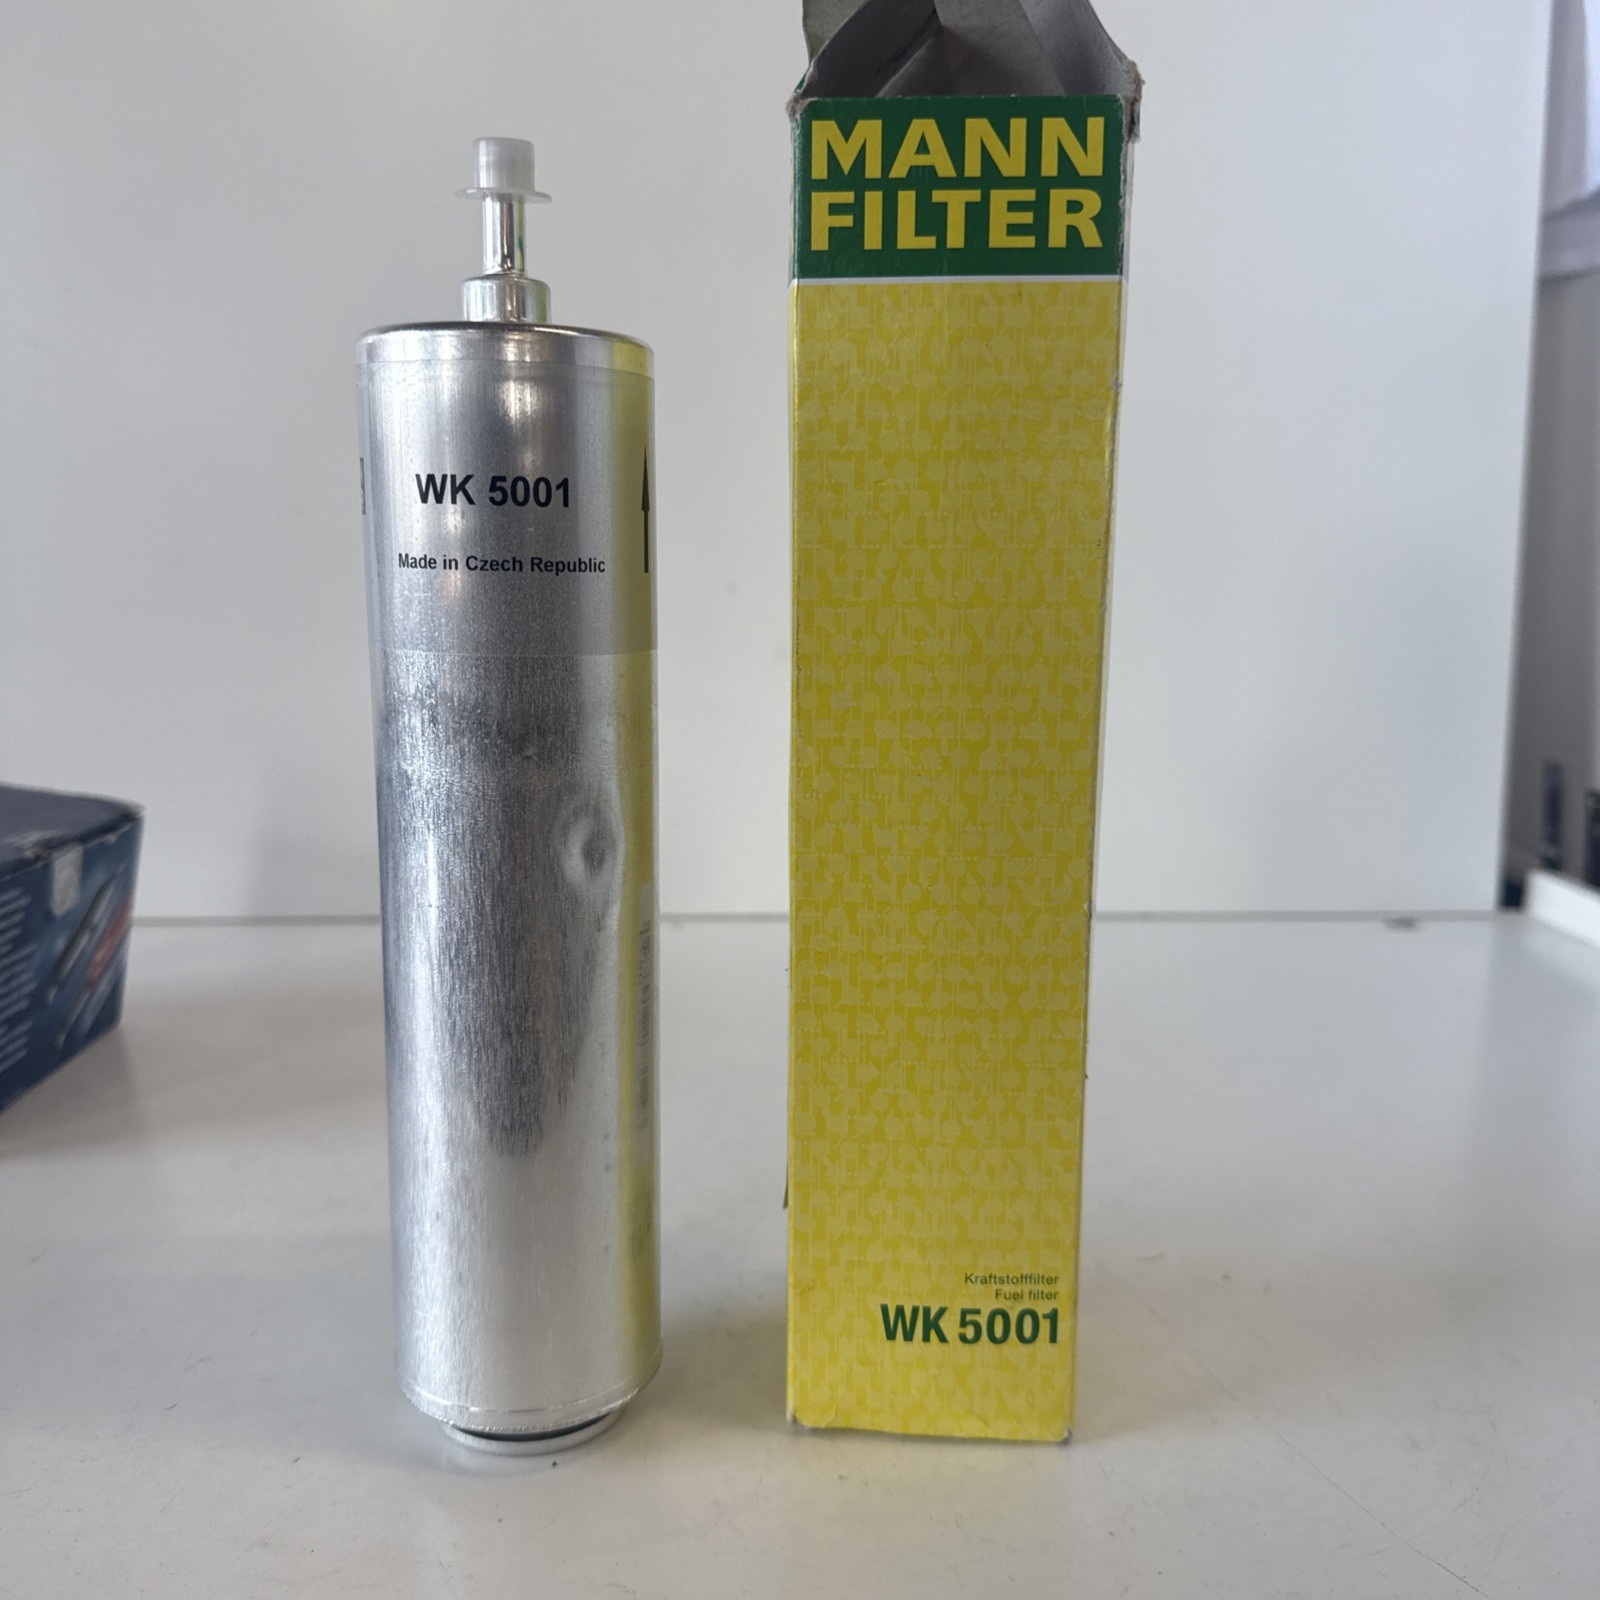 WK 5001
Made in Czech Republic
MANN
FILTER
Kraftstofffilter
Fuel filter
WK 5001